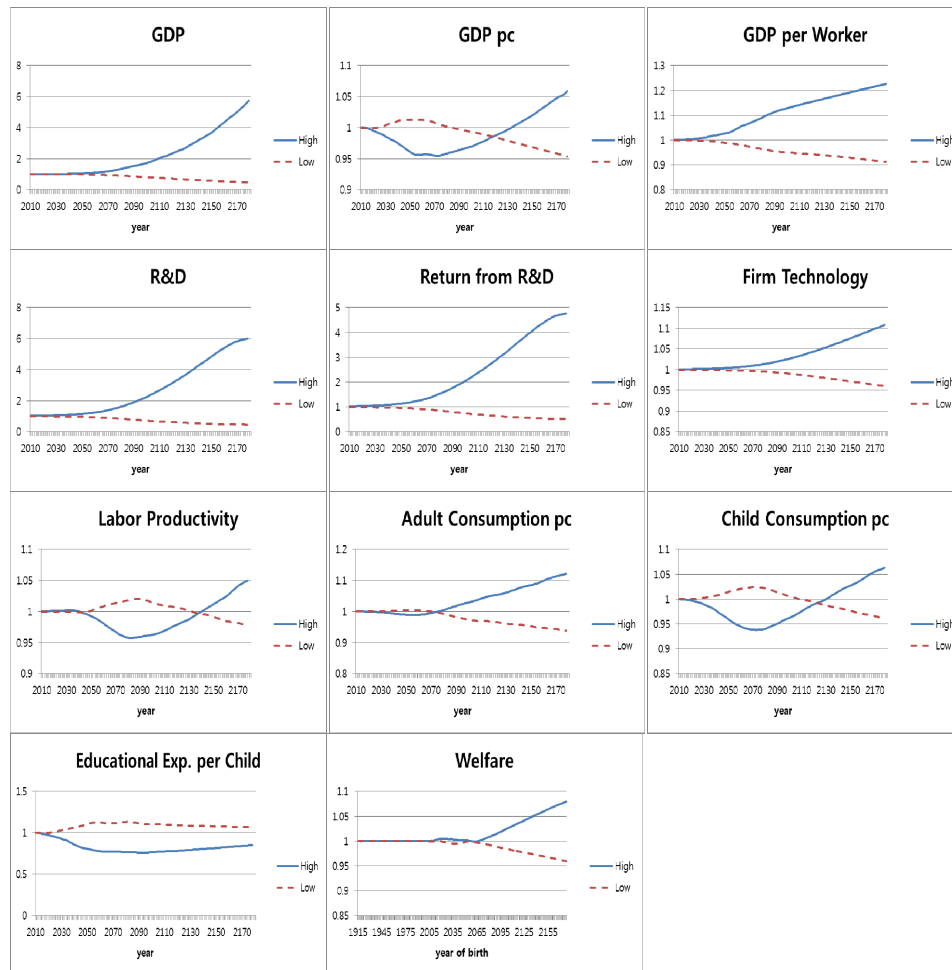 GDP
8
6
4
2
0
2010 2030 2050 2070 2090 2110 2130 2150 2170
year
High
Low
GDP pc
1.1
1.05
1
0.95
0.9
2010 2030 2050 2070 2090 2110 2130 2150 2170
year
High
Low
GDP per Worker
1.3
1.2
1.1
1
0.9
0.8
2010 2030 2050 2070 2090 2110 2130 2150 2170
year
High
Low
R&D
8
6
4
2
0
2010 2030 2050 2070 2090 2110 2130 2150 2170
year
High
Low
Return from R&D
5
4
3
2
1
0
2010 2030 2050 2070 2090 2110 2130 2150 2170
year
High
Low
Firm Technology
1.15
1.1
1.05
1
0.95
0.9
0.85
2010 2030 2050 2070 2090 2110 2130 2150 2170
year
High
Low
Labor Productivity
1.1
1.05
1
0.95
0.9
2010 2030 2050 2070 2090 2110 2130 2150 2170
year
High
Low
Adult Consumption pc
1.2
1.1
1
0.9
0.8
2010 2030 2050 2070 2090 2110 2130 2150 2170
year
High
Low
Child Consumption pc
1.1
1.05
1
0.95
0.9
0.85
2010 2030 2050 2070 2090 2110 2130 2150 2170
year
High
Low
Educational Exp. per Child
1.5
1
0.5
0
2010 2030 2050 2070 2090 2110 2130 2150 2170
year
High
Low
Welfare
1.1
1.05
1
0.95
0.9
0.85
1915 1945 1975 2005 2035 2065 2095 2125 2155
year of birth
High
Low